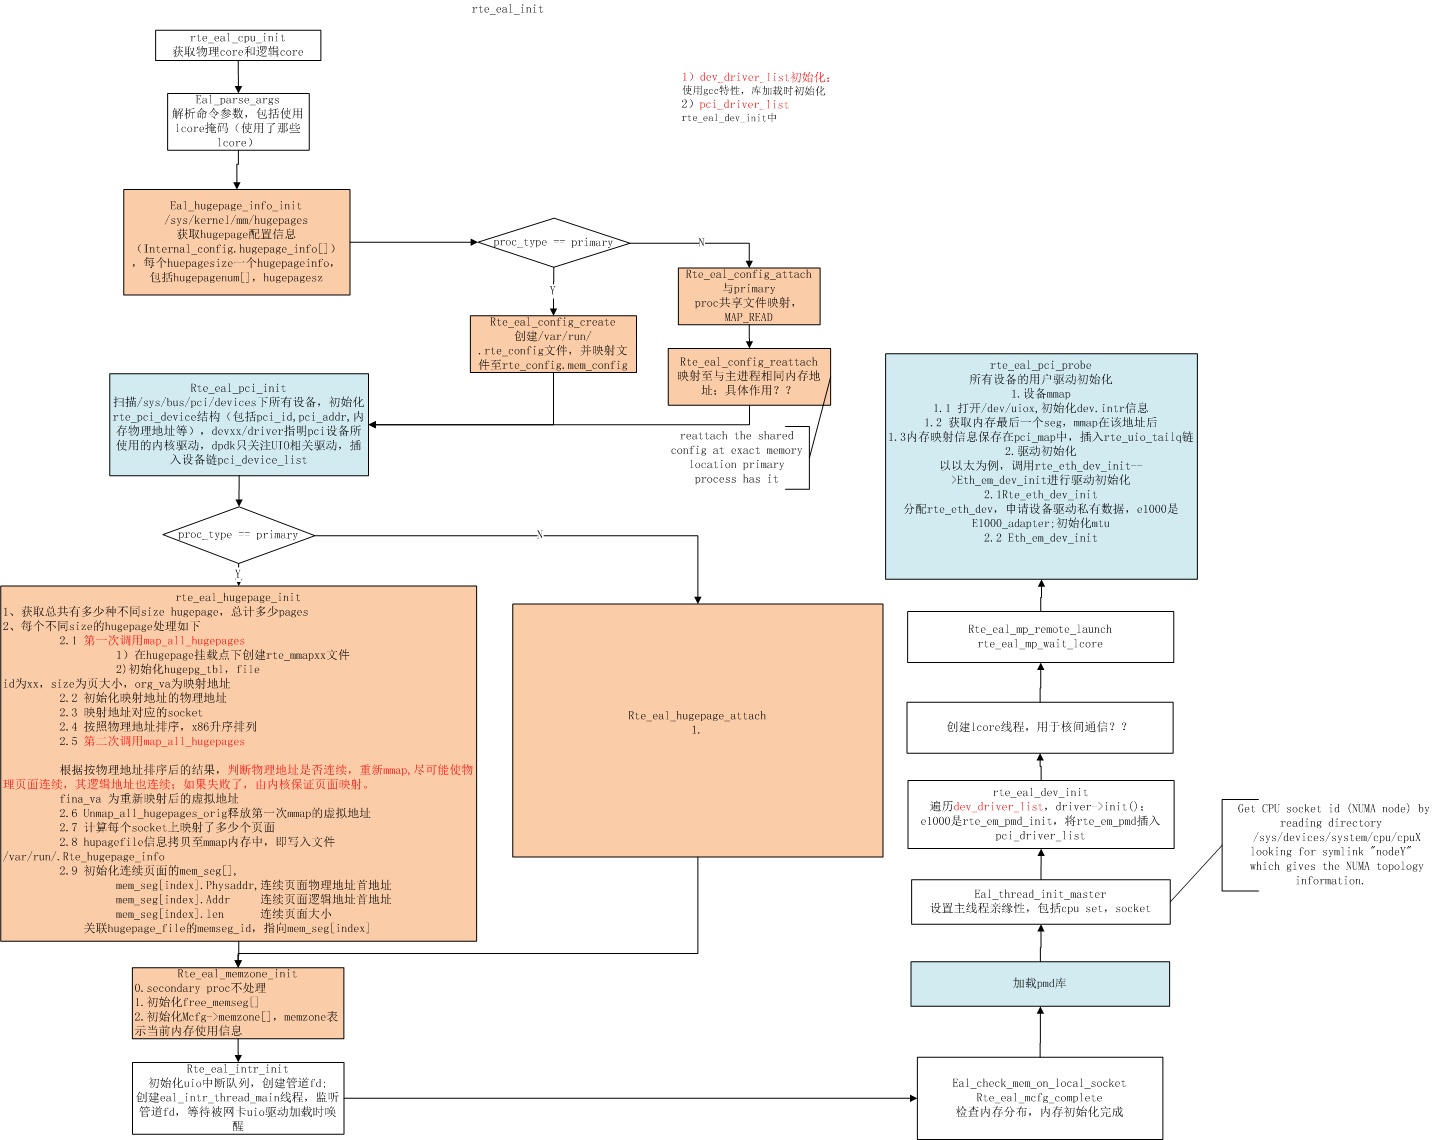 rte_eal_init
rte_eal_cpu_init
获取物理core和逻辑core
Eal_parse_args
解析命令参数，包括使用
lcore掩码（使用了那些
lcore）
1）dev_driver_list初始化；
使用gcc特性，库加载时初始化
2）pci_driver_list
rte_eal_dev_init中
Eal_hugepage_info_init
/sys/kernel/mm/hugepages
获取hugepage配置信息
（Internal_config.hugepage_info[]）
，每个huepagesize一个hugepageinfo，
包括hugepagenum[]，hugepagesz
proc_type == primary
N
Y
Rte_eal_config_attach
与primary
proc共享文件映射，
MAP_READ
Rte_eal_config_create
创建/var/run/
.rte_config文件，并映射文
件至rte_config.mem_config
Rte_eal_config_reattach
映射至与主进程相同内存地
址；具体作用？？
reattach the shared
config at exact memory
location primary
process has it
Rte_eal_pci_init
扫描/sys/bus/pci/devices下所有设备，初始化
rte_pci_device结构（包括pci_id,pci_addr,内
存物理地址等），devxx/driver指明pci设备所
使用的内核驱动，dpdk只关注UIO相关驱动，插
入设备链pci_device_list
proc_type == primary
N
Y
rte_eal_hugepage_init
1、获取总共有多少种不同size hugepage，总计多少pages
2、每个不同size的hugepage处理如下
2.1 第一次调用map_all_hugepages
1）在hugepage挂载点下创建rte_mmapxx文件
2)初始化hugepg_tbl，file
id为xx，size为页大小，org_va为映射地址
2.2 初始化映射地址的物理地址
2.3 映射地址对应的socket
2.4 按照物理地址排序，x86升序排列
2.5 第二次调用map_all_hugepages
根据按物理地址排序后的结果，判断物理地址是否连续，重新mmap,尽可能使物
理页面连续，其逻辑地址也连续；如果失败了，由内核保证页面映射。
fina_va 为重新映射后的虚拟地址
2.6 Unmap_all_hugepages_orig释放第一次mmap的虚拟地址
2.7 计算每个socket上映射了多少个页面
2.8 hupagefile信息拷贝至mmap内存中，即写入文件
/var/run/.Rte_hugepage_info
2.9 初始化连续页面的mem_seg[],
mem_seg[index].Physaddr,连续页面物理地址首地址
mem_seg[index].Addr 连续页面逻辑地址首地址
mem_seg[index].len 连续页面大小
关联hugepage_file的memseg_id，指向mem_seg[index]
Rte_eal_hugepage_attach
1.
Rte_eal_memzone_init
0.secondary proc不处理
1.初始化free_memseg[]
2.初始化Mcfg->memzone[]，memzone表
示当前内存使用信息
Rte_eal_intr_init
初始化uio中断队列，创建管道fd;
创建eal_intr_thread_main线程，监听
管道fd，等待被网卡uio驱动加载时唤
醒
Eal_check_mem_on_local_socket
Rte_eal_mcfg_complete
检查内存分布，内存初始化完成
加载pmd库
Eal_thread_init_master
设置主线程亲缘性，包括cpu set，socket
Get CPU socket id (NUMA node) by
reading directory
/sys/devices/system/cpu/cpuX
looking for symlink "nodeY"
which gives the NUMA topology
information.
rte_eal_dev_init
遍历dev_driver_list，driver->init()；
e1000是rte_em_pmd_init，将rte_em_pmd插入
pci_driver_list
创建lcore线程，用于核间通信？？
Rte_eal_mp_remote_launch
rte_eal_mp_wait_lcore
rte_eal_pci_probe
所有设备的用户驱动初始化
1.设备mmap
1.1 打开/dev/uiox,初始化dev.intr信息
1.2 获取内存最后一个seg，mmap在该地址后
1.3内存映射信息保存在pci_map中，插入rte_uio_tailq链
2.驱动初始化
以以太为例，调用rte_eth_dev_init--
>Eth_em_dev_init进行驱动初始化
2.1Rte_eth_dev_init
分配rte_eth_dev，申请设备驱动私有数据，e1000是
E1000_adapter;初始化mtu
2.2 Eth_em_dev_init